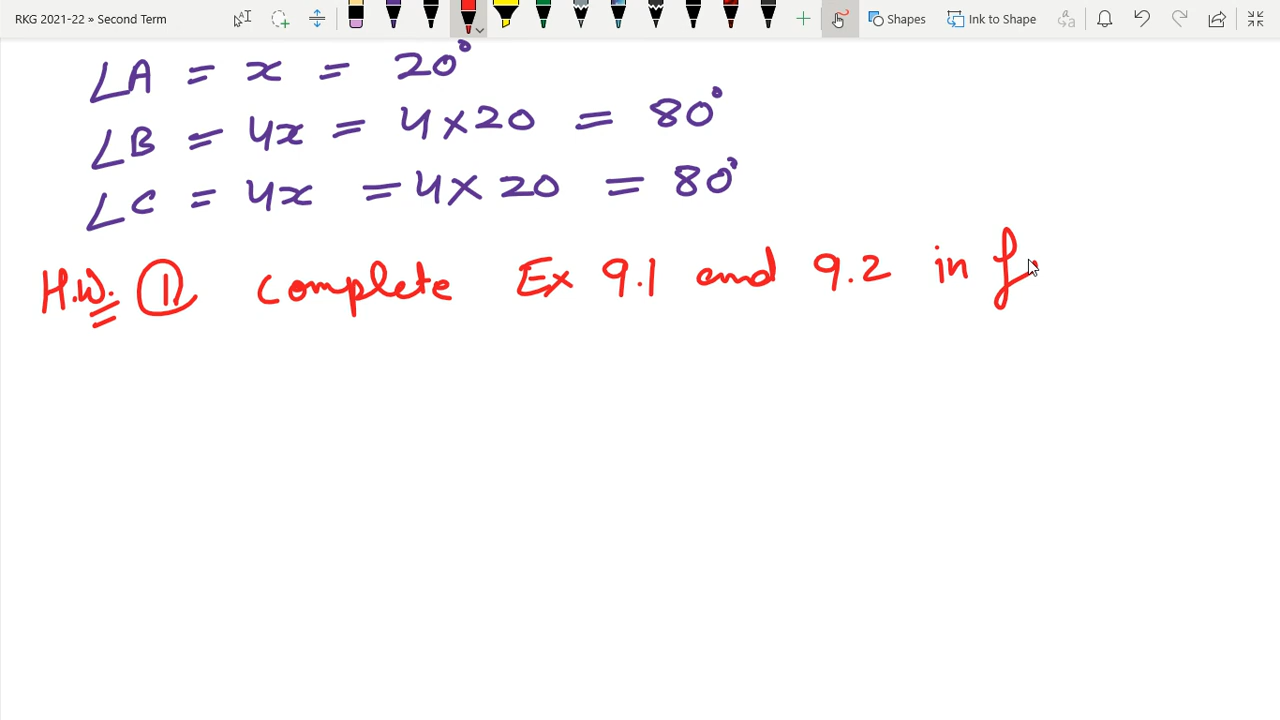 RKG 2021-22 » Second Term
Shapes
Ink to Shape
∠A = x = 20°
∠B = 4x = 4×20 = 80°
∠C = 4x = 4×20 = 80°
H.W. ① complete Ex 9.1 and 9.2 in